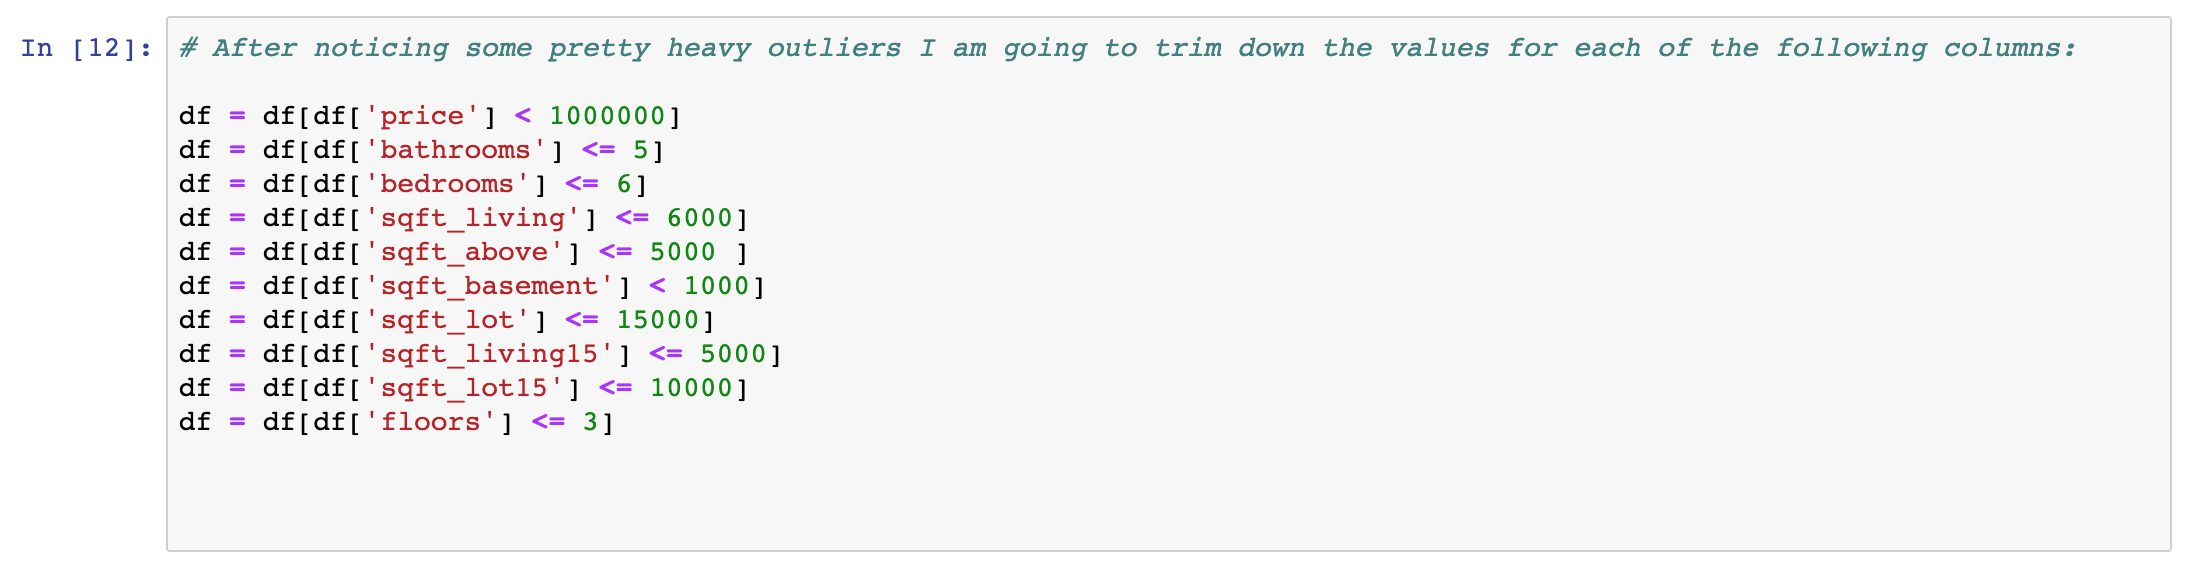 In [12]: # After noticing some pretty heavy outliers I am going to trim down the values for each of the following columns:
df = df[df['price'] < 1000000]
df = df[df['bathrooms'] <= 5]
df = df[df['bedrooms'] <= 6]
df = df[df['sqft_living'] <= 6000]
df = df[df['sqft_above'] <= 5000 ]
df = df[df['sqft_basement'] < 1000]
df = df[df['sqft_lot'] <= 15000]
df = df[df['sqft_living15'] <= 5000]
df = df[df['sqft_lot15'] <= 10000]
df = df[df['floors'] <= 3]